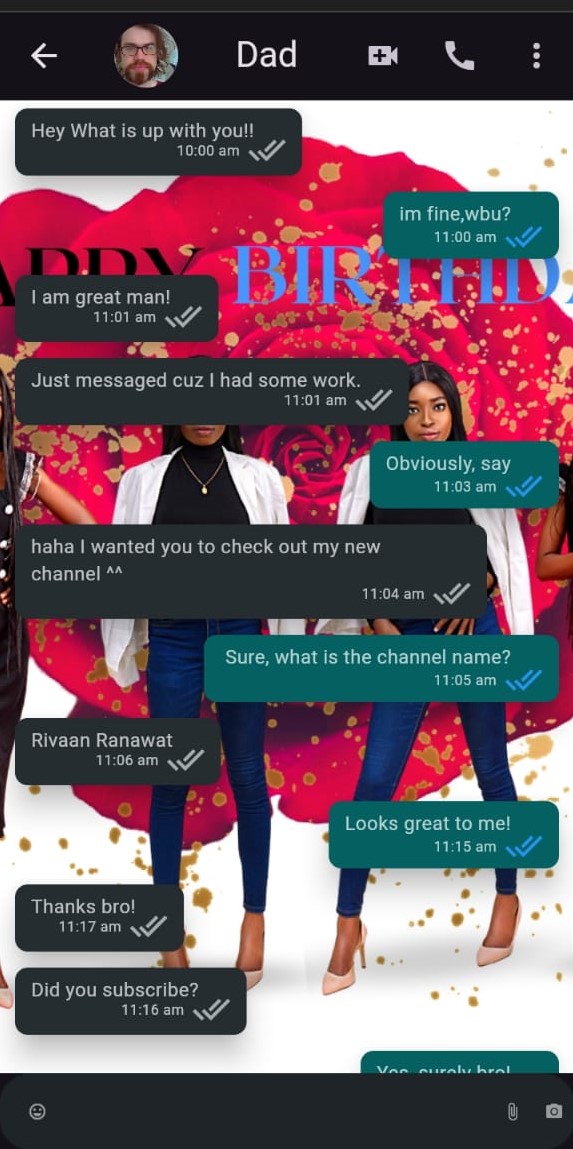 Dad
Hey What is up with you!!
10:00 am
im fine,wbu?
11:00 am
APPY BIRTHDA
I am great man!
11:01 am
Just messaged cuz I had some work.
11:01 am
Obviously, say
11:03 am
haha I wanted you to check out my new
channel ^^
11:04 am
Sure, what is the channel name?
11:05 am
Rivaan Ranawat
11:06 am
Looks great to me!
11:15 am
Thanks bro!
11:17 am
Did you subscribe?
11:16 am
Yes, surely bro!